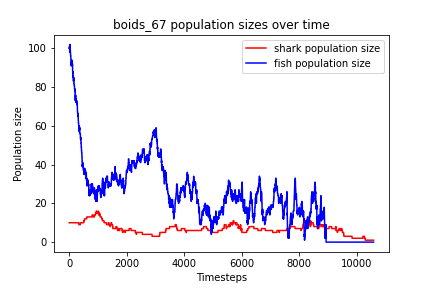 boids_67 population sizes over time
shark population size
fish population size
Population size
100
80
60
40
20
0
0
2000
4000
6000
8000
10000
Timesteps